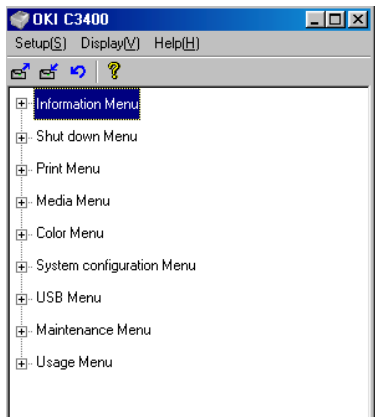 OKI C3400
Setup(S) Display(V) Help(H)
Information Menu
Shut down Menu
Print Menu
Media Menu
Color Menu
System configuration Menu
USB Menu
Maintenance Menu
Usage Menu